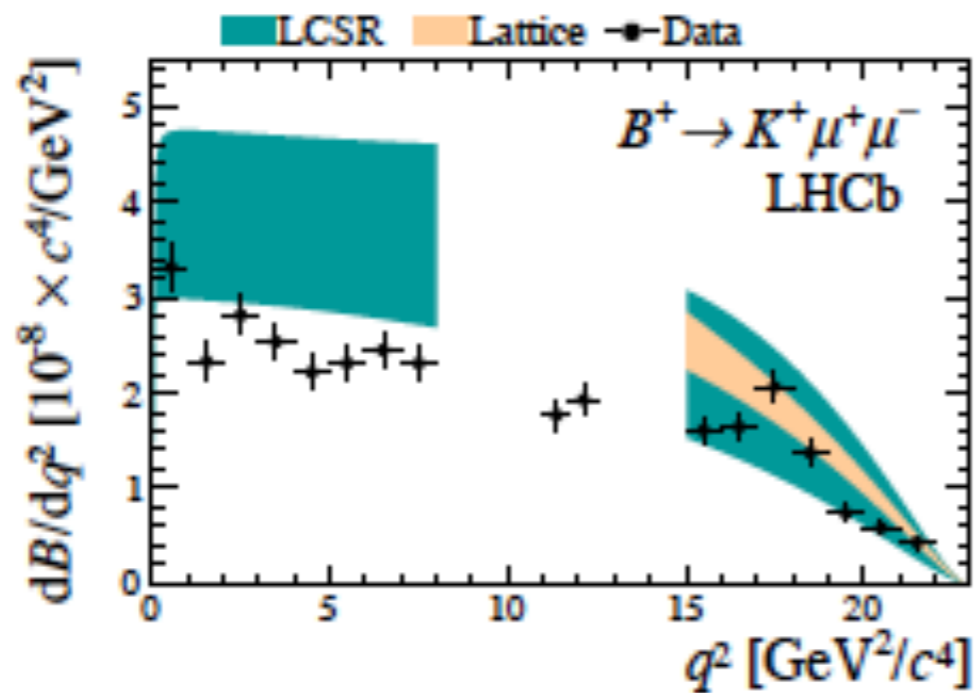 LCSR Lattice Data
B⁺→K⁺μ⁺μ⁻
LHCb
dB/dq² [10⁻⁸ × c⁴/GeV²]
5
4
3
2
1
0
0 5 10 15 20
q² [GeV²/c⁴]